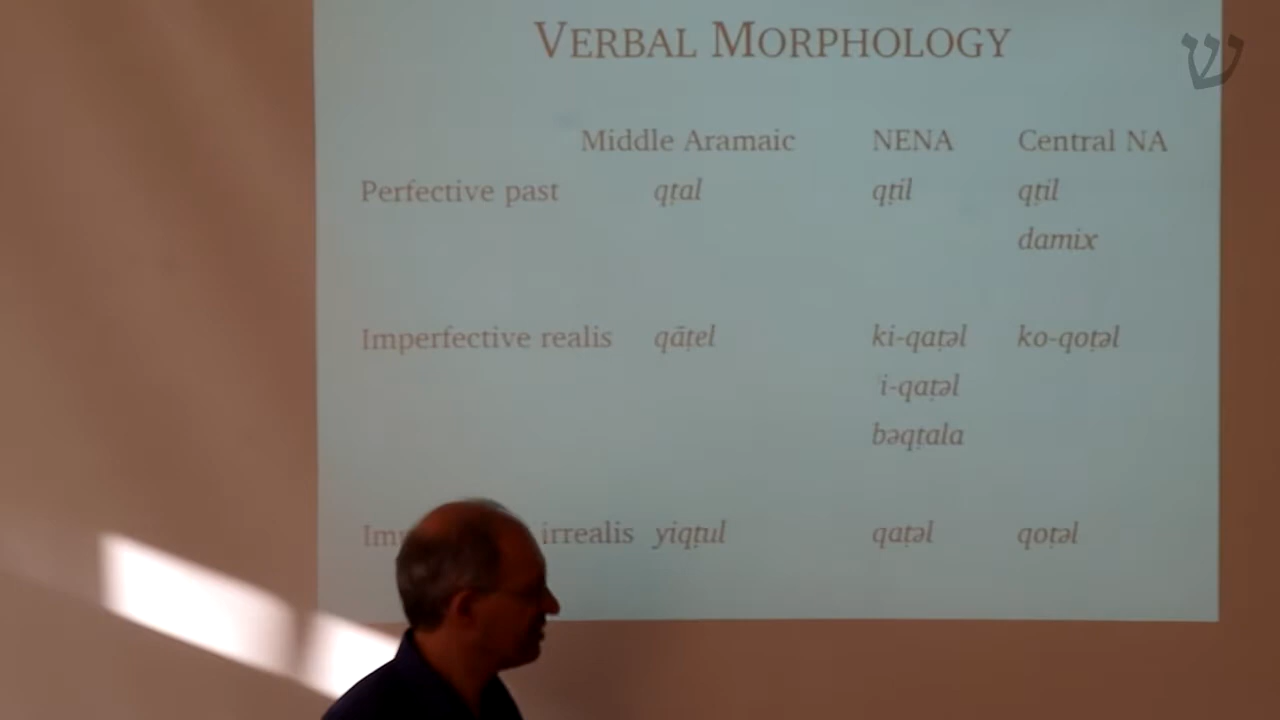 VERBAL MORPHOLOGY
ש
Middle Aramaic NENA Central NA
Perfective past qṭal qṭil qṭil
damix
Imperfective realis qāṭel ki-qaṭəl ko-qoṭəl
i-qaṭəl
bəqṭala
irrealis yiqṭul qaṭəl qoṭəl